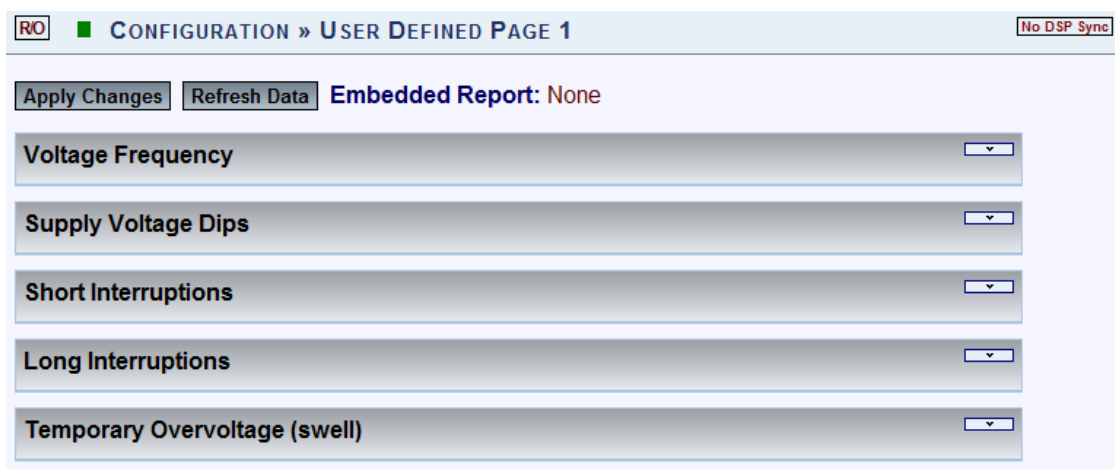 R/O CONFIGURATION » USER DEFINED PAGE 1 No DSP Sync
Apply Changes Refresh Data Embedded Report: None
Voltage Frequency
Supply Voltage Dips
Short Interruptions
Long Interruptions
Temporary Overvoltage (swell)